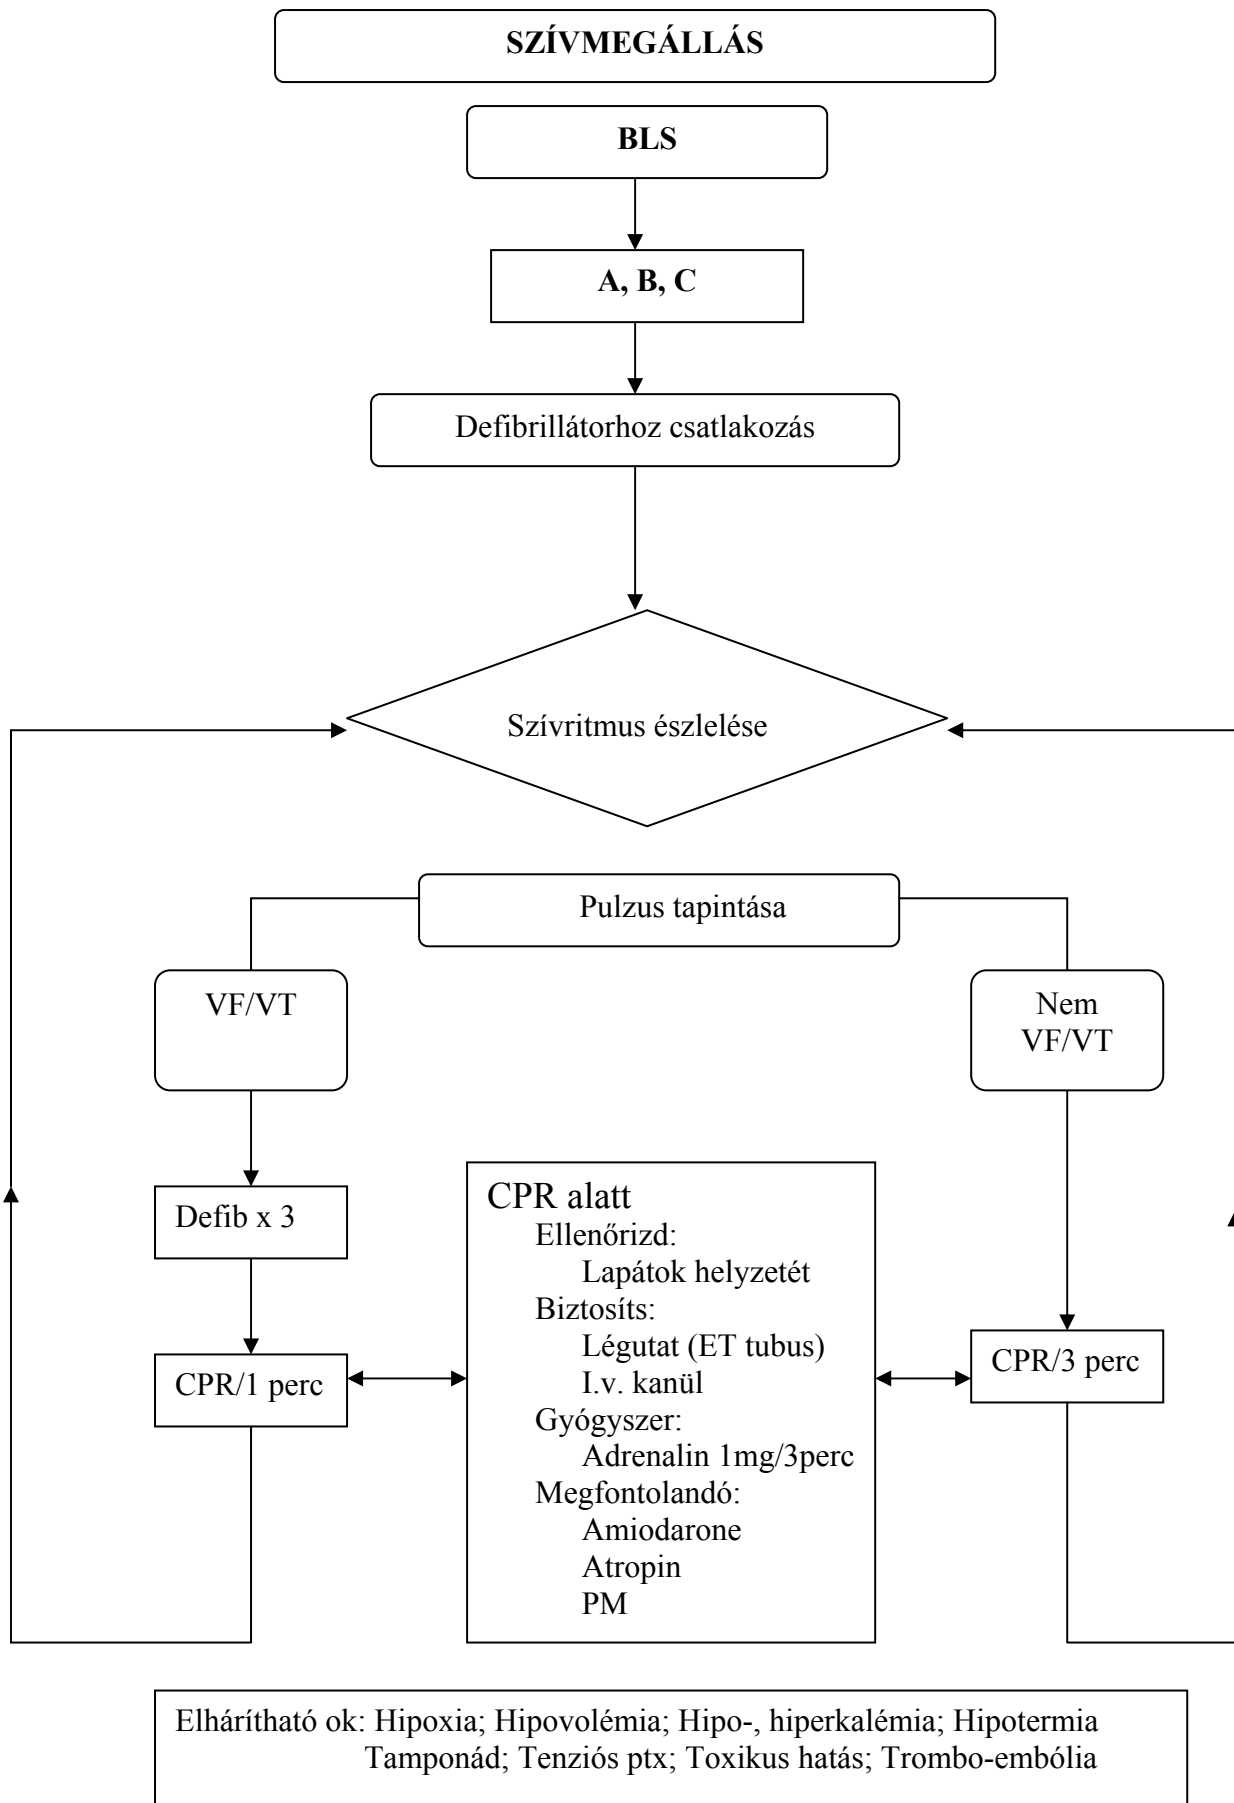 SZÍVMEGÁLLÁS
BLS
A, B, C
Defibrillátorhoz csatlakozás
Szívritmus észlelése
Pulzus tapintása
VF/VT
Nem
VF/VT
Defib x 3
CPR/1 perc
CPR alatt
Ellenőrizd:
Lapátok helyzetét
Biztosíts:
Légutat (ET tubus)
I.v. kanül
Gyógyszer:
Adrenalin 1mg/3perc
Megfontolandó:
Amiodarone
Atropin
PM
CPR/3 perc
Elhárítható ok: Hipoxia; Hipovolémia; Hipo-, hiperkalémia; Hipotermia
Tamponád; Tenziós ptx; Toxikus hatás; Trombo-embólia